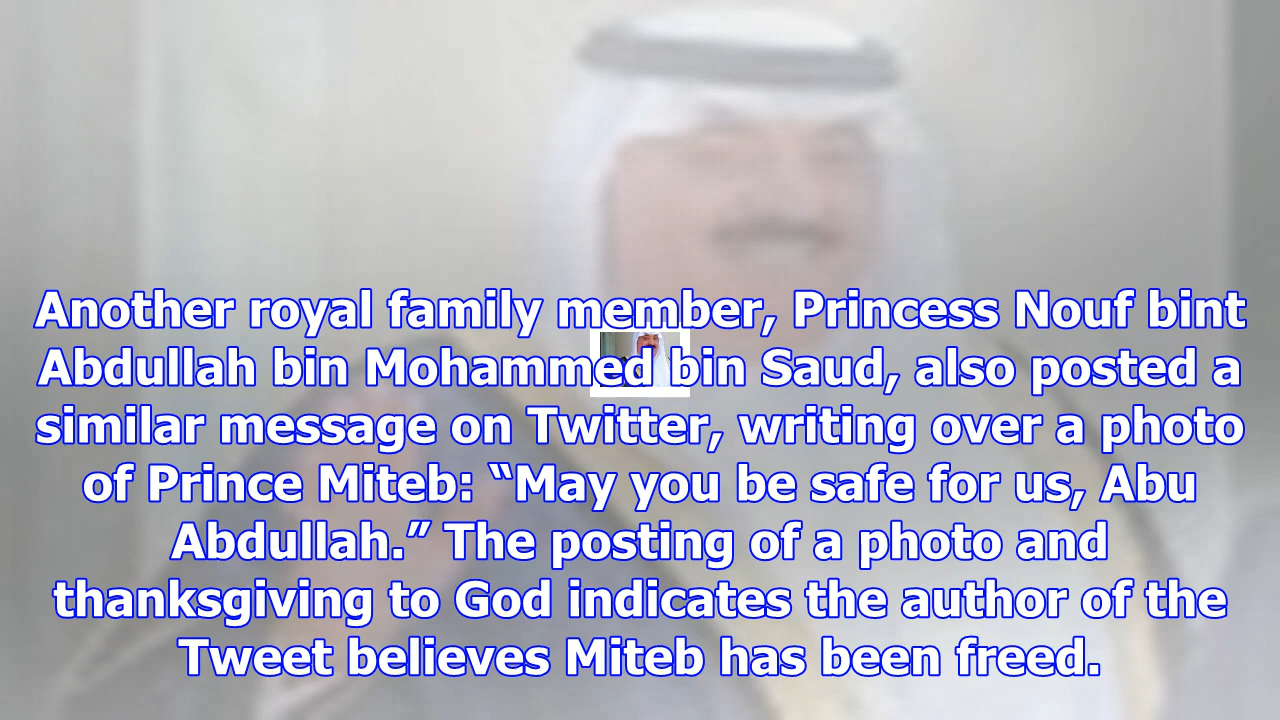 Another royal family member, Princess Nouf bint
Abdullah bin Mohammed bin Saud, also posted a
similar message on Twitter, writing over a photo
of Prince Miteb: “May you be safe for us, Abu
Abdullah.” The posting of a photo and
thanksgiving to God indicates the author of the
Tweet believes Miteb has been freed.